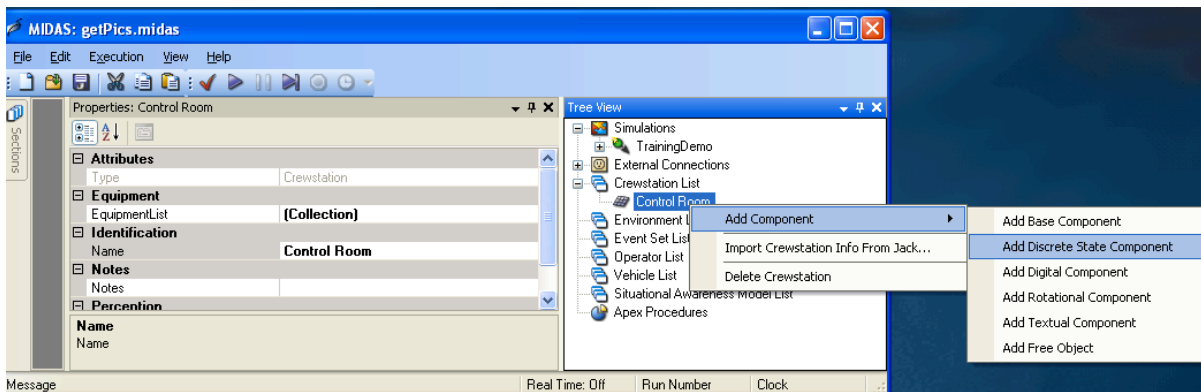 MIDAS: getPics.midas
File Edit Execution View Help
Sections
Properties: Control Room
Attributes
Type Crewstation
Equipment
EquipmentList (Collection)
Identification
Name Control Room
Notes
Notes
Perception
Name
Name
Tree View
Simulations
TrainingDemo
External Connections
Crewstation List
Control Room
Environment L
Event Set List
Operator List
Vehicle List
Situational Awareness Model List
Apex Procedures
Add Component
Import Crewstation Info From Jack...
Delete Crewstation
Add Base Component
Add Discrete State Component
Add Digital Component
Add Rotational Component
Add Textual Component
Add Free Object
Message Real Time: Off Run Number Clock